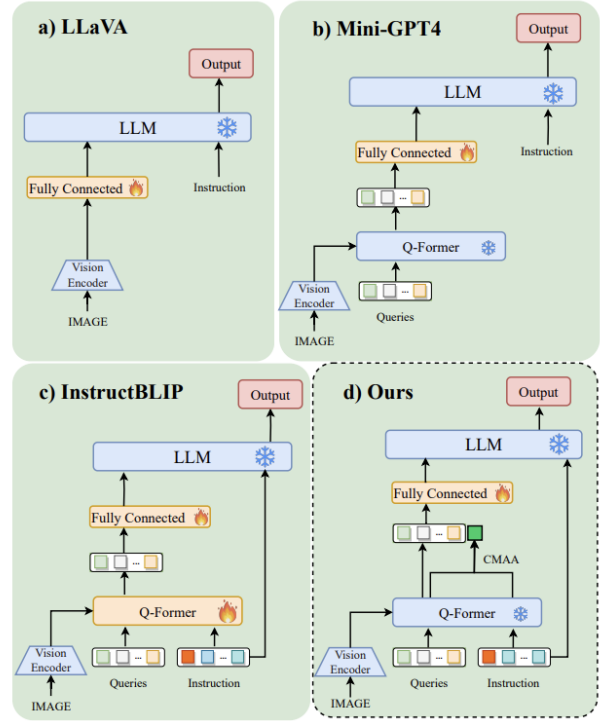 a) LLaVA
Output
LLM
Fully Connected
Instruction
Vision
Encoder
IMAGE
b) Mini-GPT4
Output
LLM
Instruction
Fully Connected
...
Q-Former
Vision
Encoder
...
IMAGE
Queries
c) InstructBLIP
Output
LLM
Fully Connected
...
Q-Former
Vision
Encoder
...
...
Queries
Instruction
IMAGE
d) Ours
Output
LLM
Fully Connected
...
CMAA
Q-Former
Vision
Encoder
...
...
Queries
Instruction
IMAGE